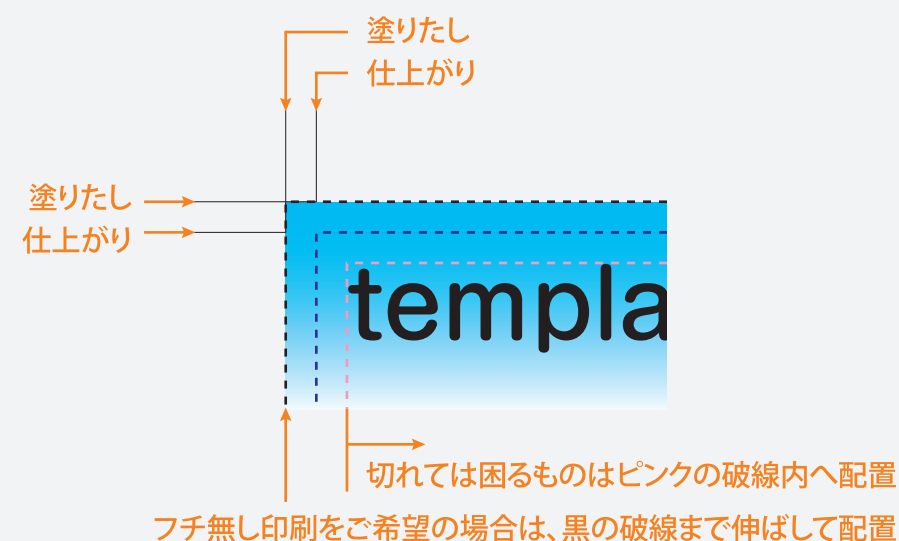 塗りたし
仕上がり
塗りたし
仕上がり
templa
切れては困るものはピンクの破線内へ配置
フチ無し印刷をご希望の場合は、黒の破線まで伸ばして配置